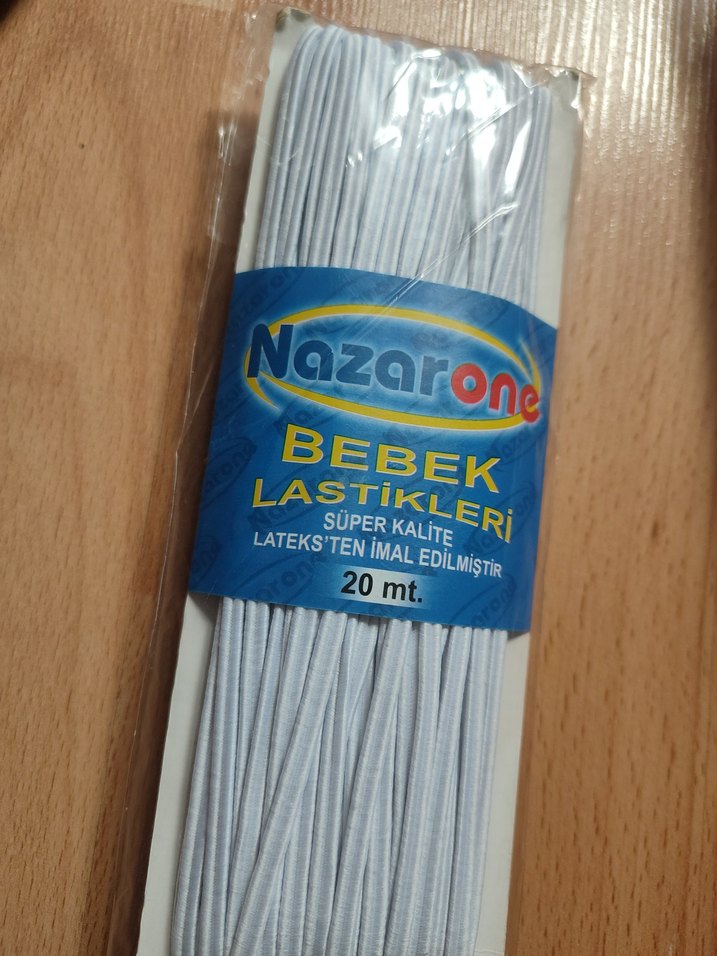 Nazarone
BEBEK
LASTİKLERİ
SÜPER KALİTE
LATEKS'TEN İMAL EDİLMİŞTİR
20 mt.